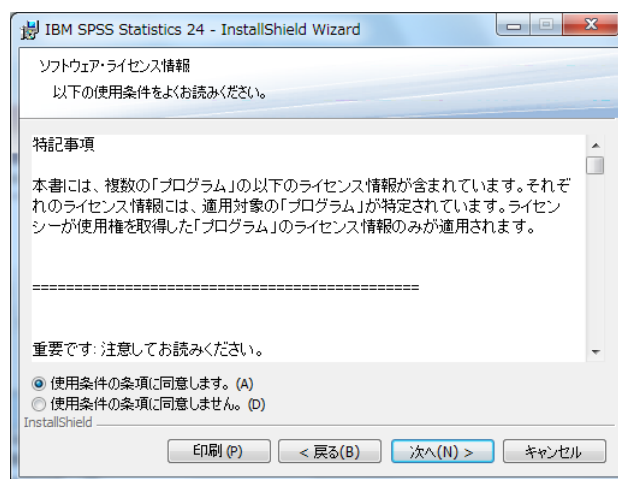 IBM SPSS Statistics 24 - InstallShield Wizard
ソフトウェア・ライセンス情報
以下の使用条件をよくお読みください。
特記事項
本書には、複数の「プログラム」の以下のライセンス情報が含まれています。それぞ
れのライセンス情報には、適用対象の「プログラム」が特定されています。ライセン
シーが使用権を取得した「プログラム」のライセンス情報のみが適用されます。
==============================================
重要です: 注意してお読みください。
使用条件の条項に同意します。(A)
使用条件の条項に同意しません。(D)
InstallShield
印刷(P) < 戻る(B) 次へ(N) > キャンセル